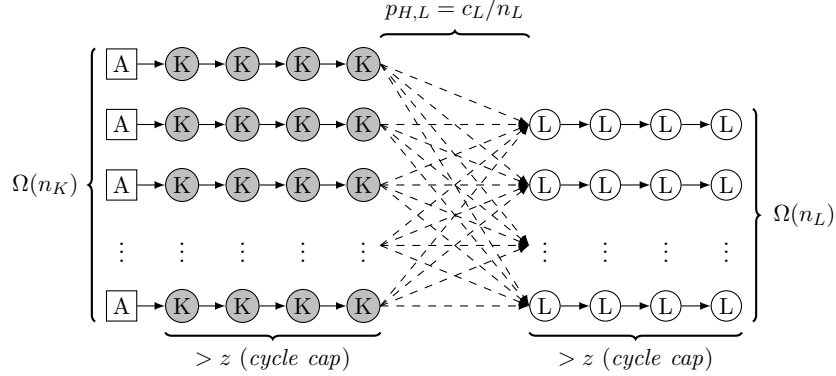 p_{H,L} = c_L/n_L
A K K K K
A K K K K L L L L
Ω(n_K) A K K K K L L L L Ω(n_L)
⋮ ⋮ ⋮ ⋮ ⋮ ⋮ ⋮ ⋮ ⋮
A K K K K L L L L
> z (cycle cap) > z (cycle cap)